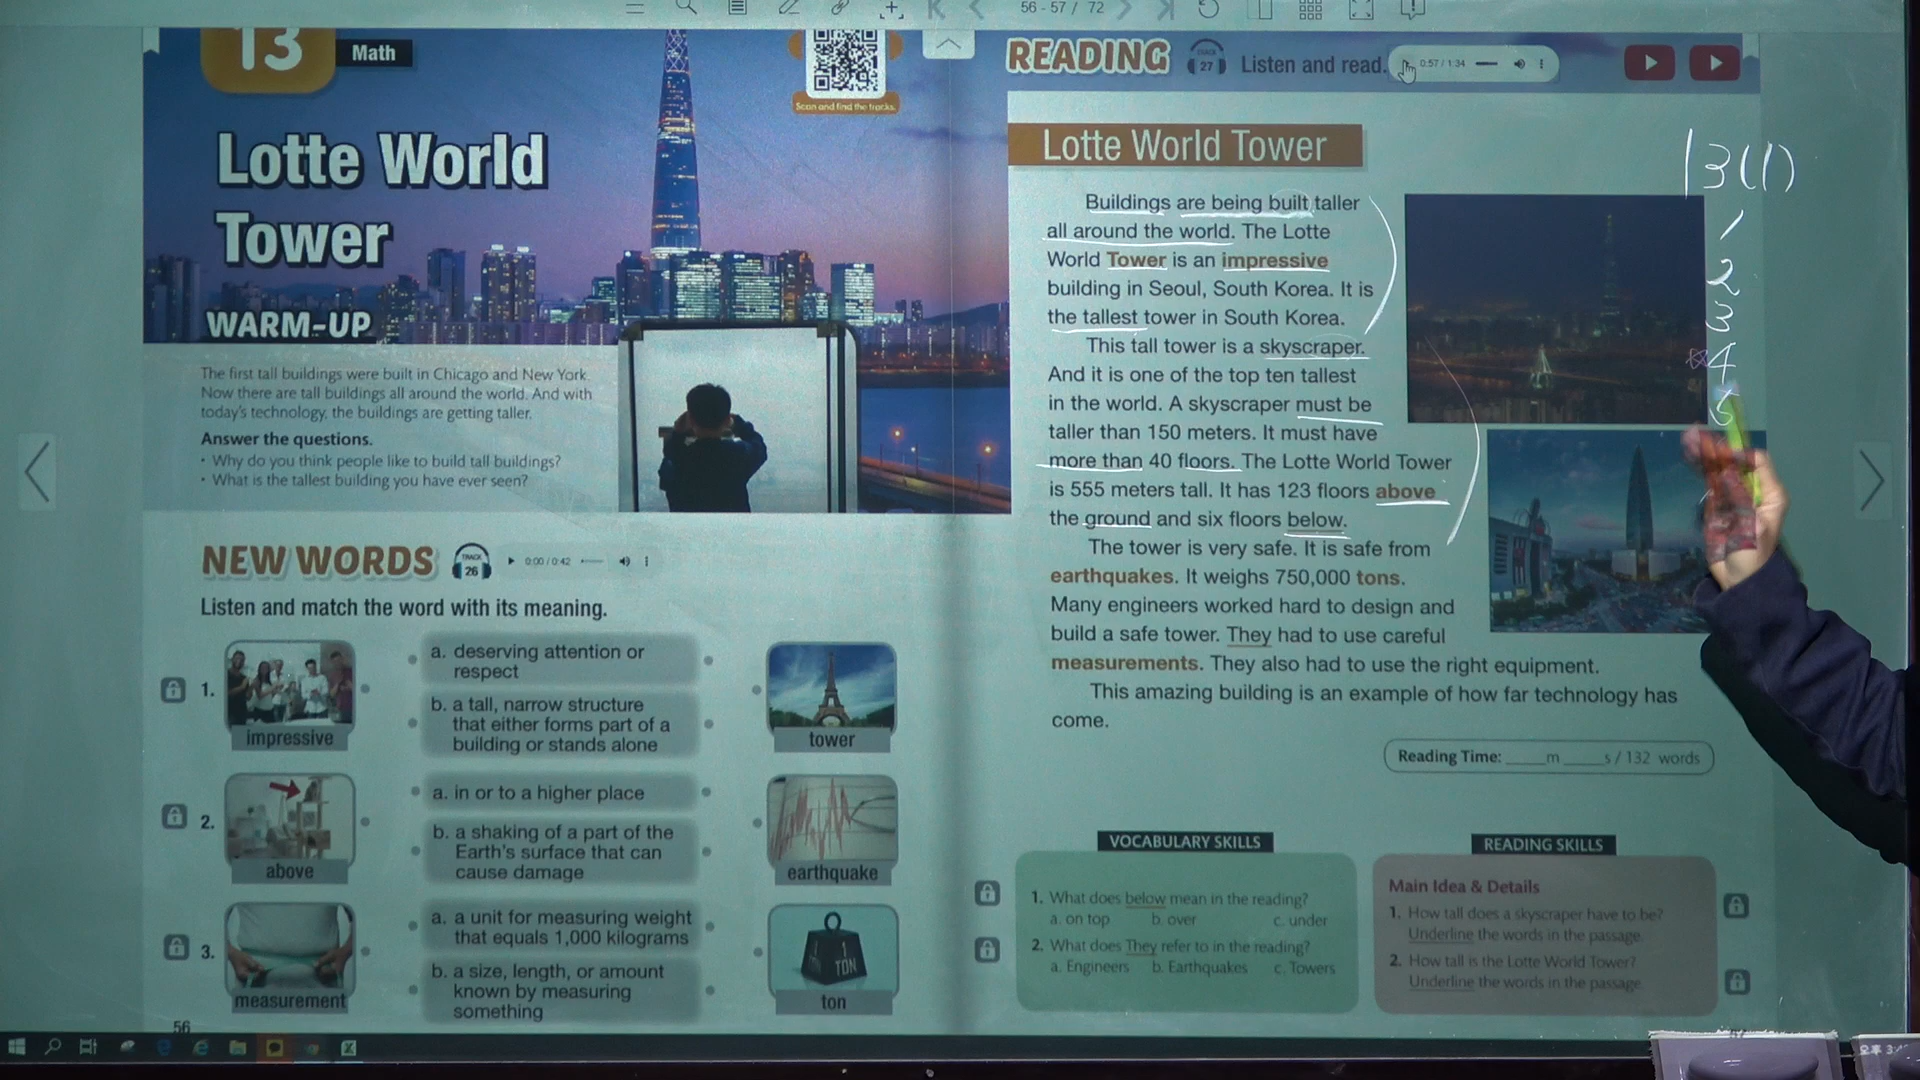 56 - 57 / 72
13
Math
Scan and find the tracks.
Lotte World
Tower
WARM-UP
The first tall buildings were built in Chicago and New York.
Now there are tall buildings all around the world. And with
today's technology, the buildings are getting taller.
Answer the questions.
• Why do you think people like to build tall buildings?
• What is the tallest building you have ever seen?
NEW WORDS
TRACK 26
0:00 / 0:42
Listen and match the word with its meaning.
1.
impressive
a. deserving attention or
respect
b. a tall, narrow structure
that either forms part of a
building or stands alone
tower
2.
above
a. in or to a higher place
b. a shaking of a part of the
Earth's surface that can
cause damage
earthquake
3.
measurement
a. a unit for measuring weight
that equals 1,000 kilograms
b. a size, length, or amount
known by measuring
something
1 TON
ton
56
READING
TRACK 27
Listen and read.
0:57 / 1:34
Lotte World Tower
Buildings are being built taller
all around the world. The Lotte
World Tower is an impressive
building in Seoul, South Korea. It is
the tallest tower in South Korea.
This tall tower is a skyscraper.
And it is one of the top ten tallest
in the world. A skyscraper must be
taller than 150 meters. It must have
more than 40 floors. The Lotte World Tower
is 555 meters tall. It has 123 floors above
the ground and six floors below.
The tower is very safe. It is safe from
earthquakes. It weighs 750,000 tons.
Many engineers worked hard to design and
build a safe tower. They had to use careful
measurements. They also had to use the right equipment.
This amazing building is an example of how far technology has
come.
Reading Time: _____m _____s / 132 words
13(1)
1
2
3
4
5
VOCABULARY SKILLS
1. What does below mean in the reading?
a. on top b. over c. under
2. What does They refer to in the reading?
a. Engineers b. Earthquakes c. Towers
READING SKILLS
Main Idea & Details
1. How tall does a skyscraper have to be?
Underline the words in the passage.
2. How tall is the Lotte World Tower?
Underline the words in the passage.